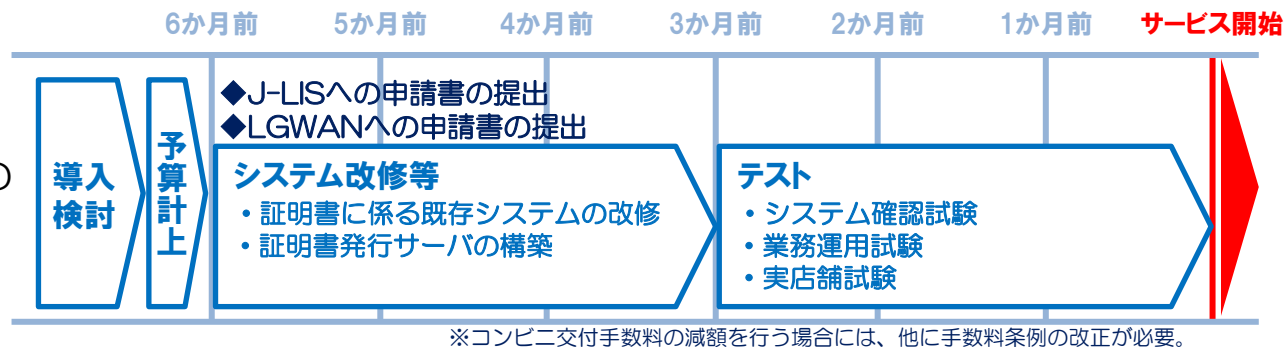 6か月前 5か月前 4か月前 3か月前 2か月前 1か月前 サービス開始
導入
検討
予算計上
◆J-LISへの申請書の提出
◆LGWANへの申請書の提出
システム改修等
・証明書に係る既存システムの改修
・証明書発行サーバの構築
テスト
・システム確認試験
・業務運用試験
・実店舗試験
※コンビニ交付手数料の減額を行う場合には、他に手数料条例の改正が必要。